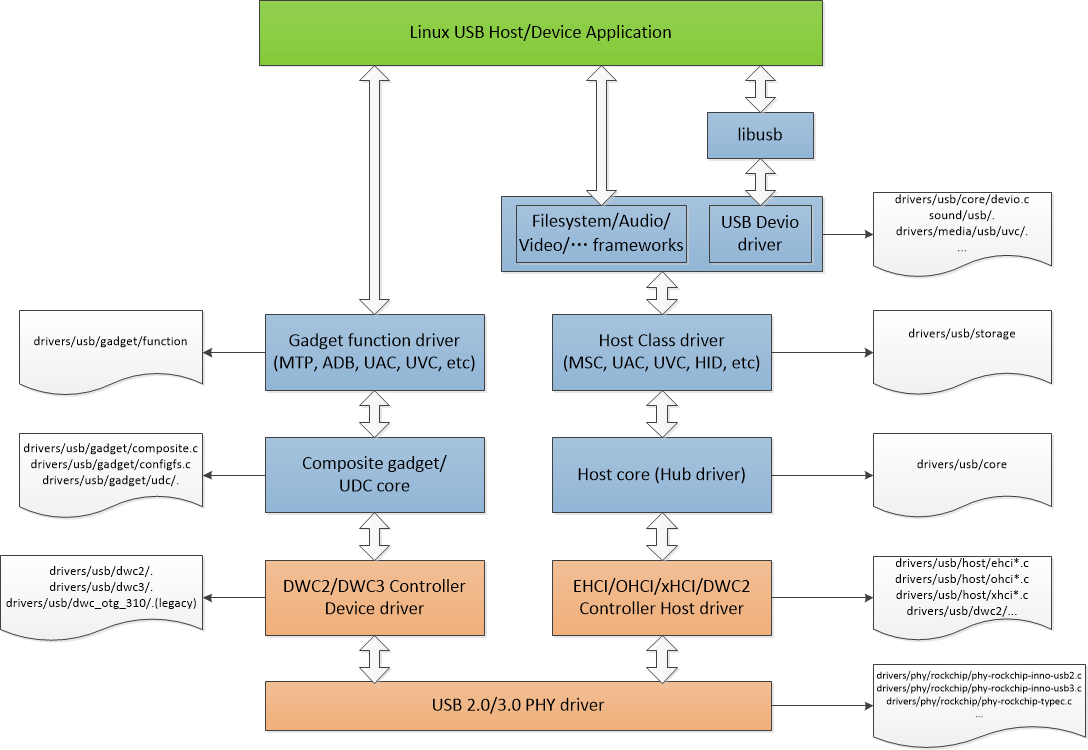 Linux USB Host/Device Application
libusb
Filesystem/Audio/
Video/⋯ frameworks
USB Devio
driver
drivers/usb/core/devio.c
sound/usb/.
drivers/media/usb/uvc/.
...
drivers/usb/gadget/function
Gadget function driver
(MTP, ADB, UAC, UVC, etc)
Host Class driver
(MSC, UAC, UVC, HID, etc)
drivers/usb/storage
drivers/usb/gadget/composite.c
drivers/usb/gadget/configfs.c
drivers/usb/gadget/udc/.
Composite gadget/
UDC core
Host core (Hub driver)
drivers/usb/core
drivers/usb/dwc2/.
drivers/usb/dwc3/.
drivers/usb/dwc_otg_310/.(legacy)
DWC2/DWC3 Controller
Device driver
EHCI/OHCI/xHCI/DWC2
Controller Host driver
drivers/usb/host/ehci*.c
drivers/usb/host/ohci*.c
drivers/usb/host/xhci*.c
drivers/usb/dwc2/...
USB 2.0/3.0 PHY driver
drivers/phy/rockchip/phy-rockchip-inno-usb2.c
drivers/phy/rockchip/phy-rockchip-inno-usb3.c
drivers/phy/rockchip/phy-rockchip-typec.c
...